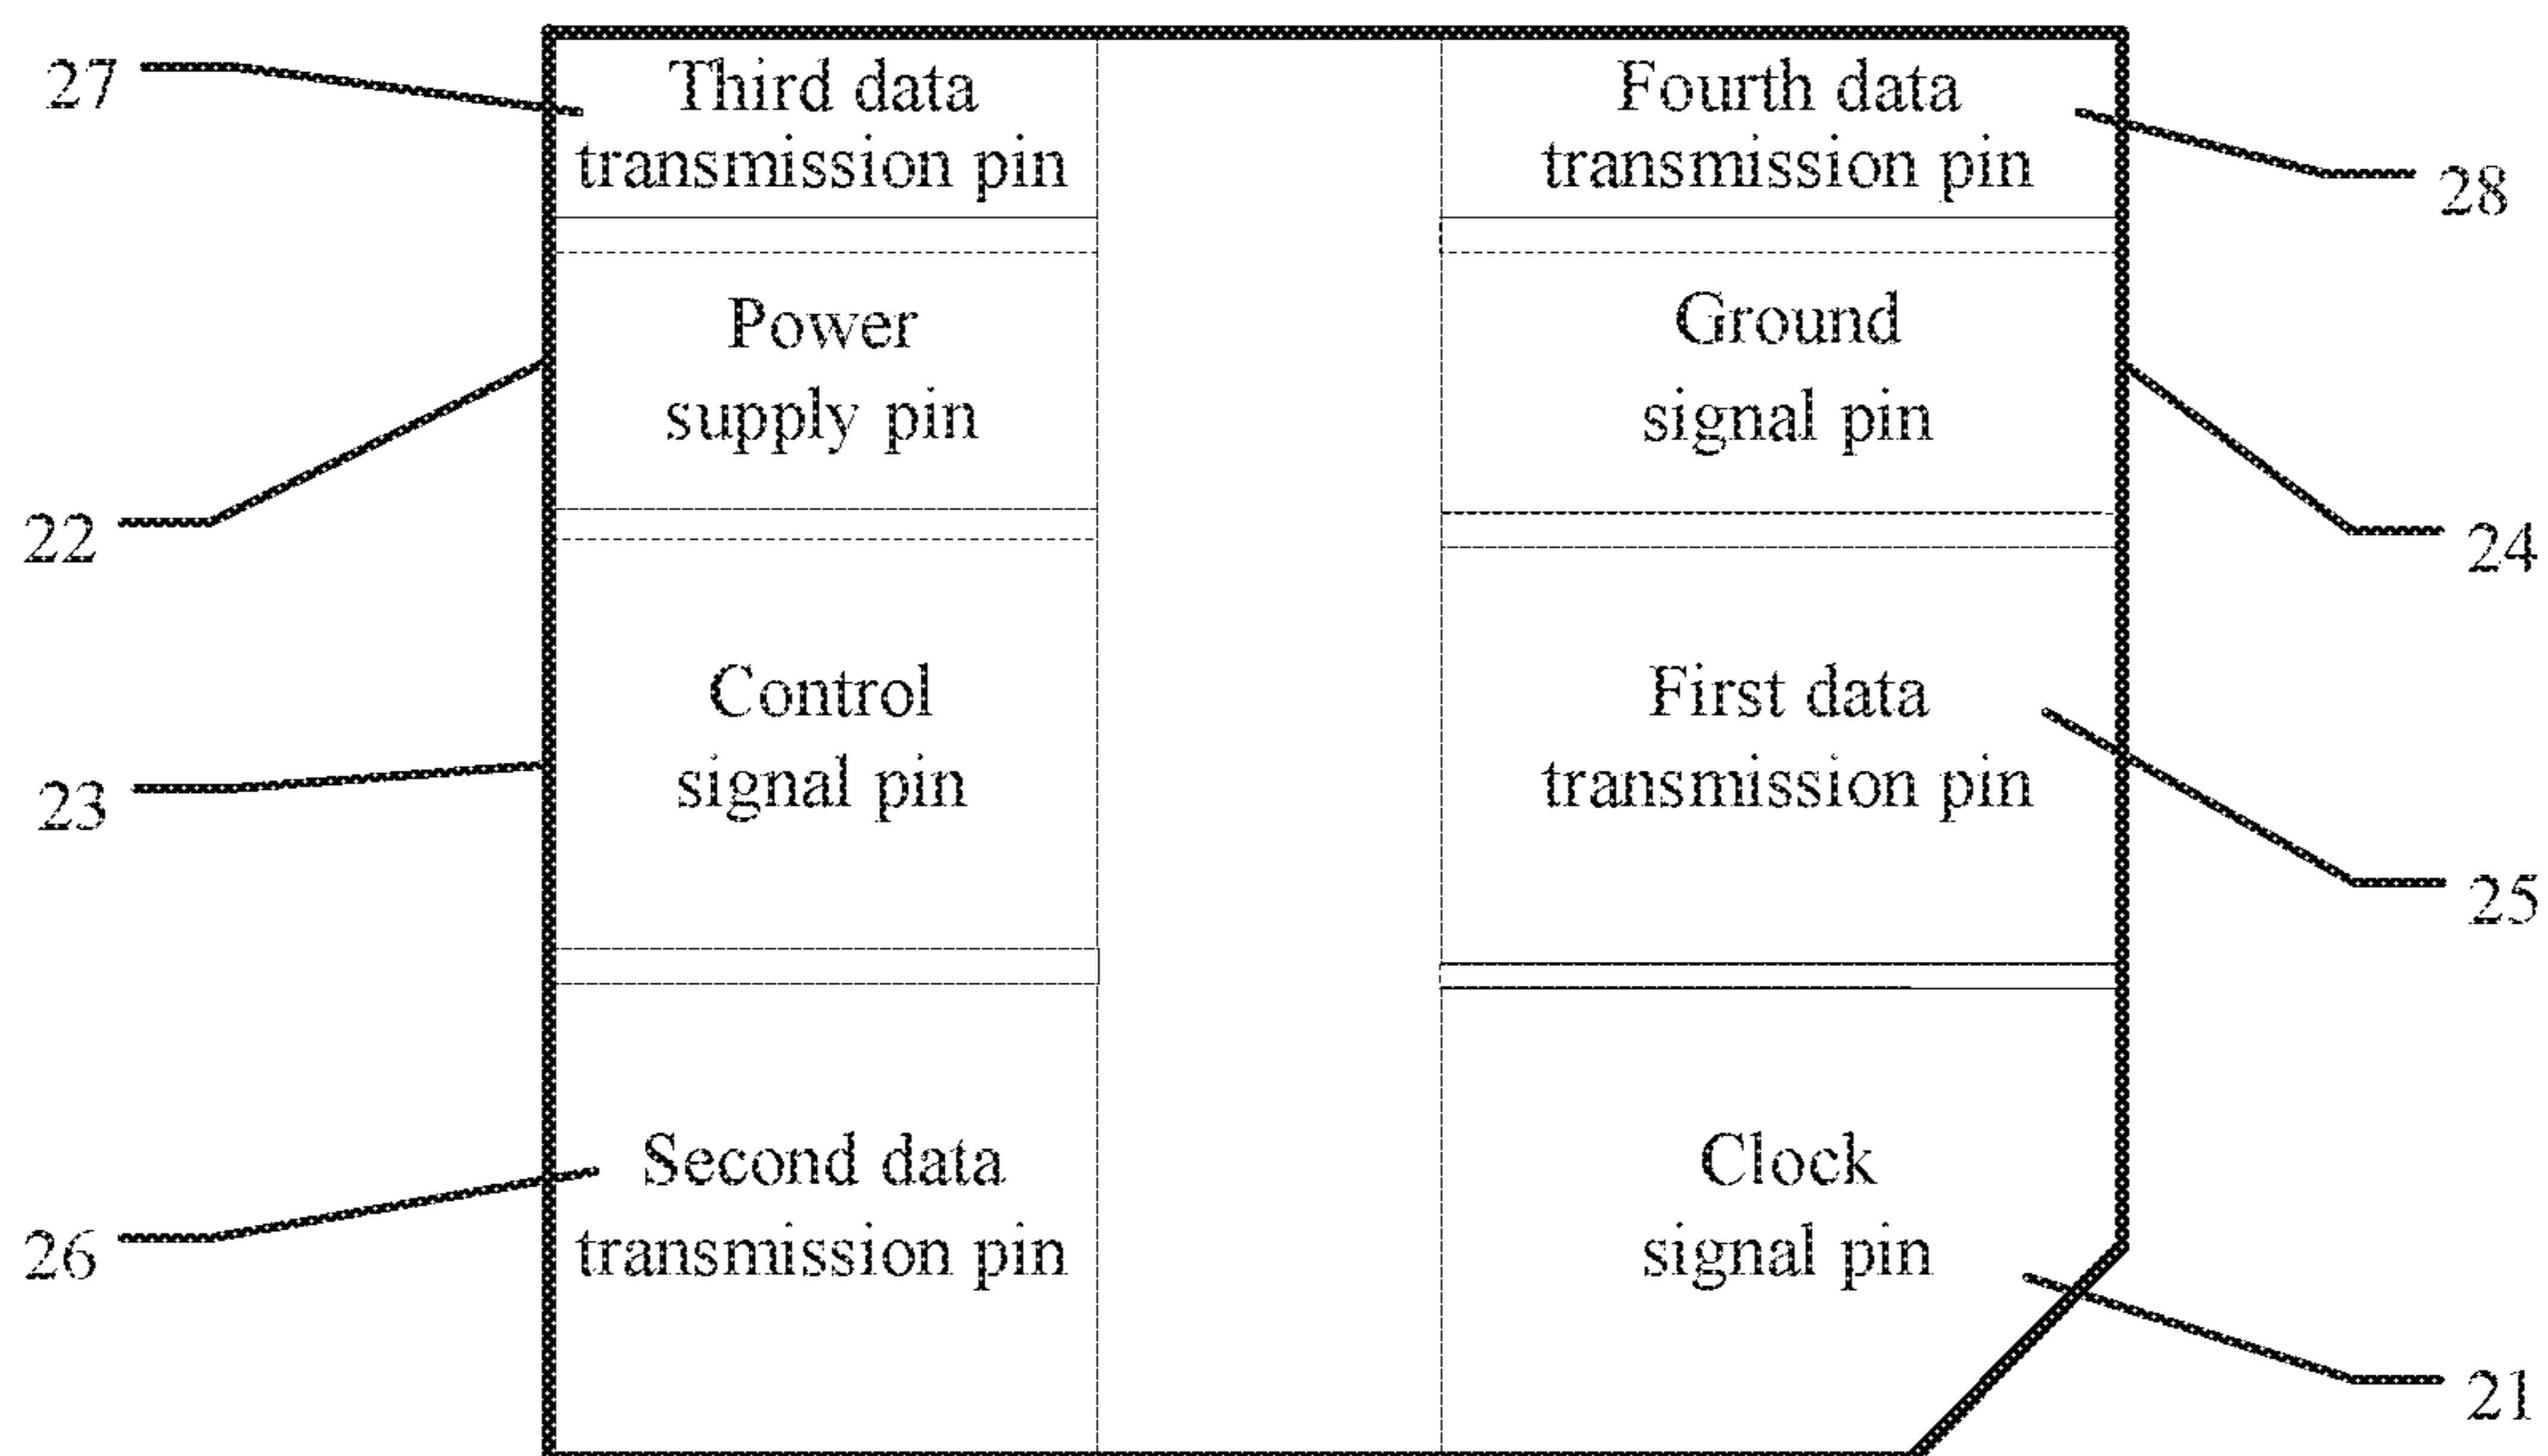 27
Third data
transmission pin
Fourth data
transmission pin
28
Power
supply pin
Ground
signal pin
22
24
Control
signal pin
First data
transmission pin
23
25
Second data
transmission pin
Clock
signal pin
26
21